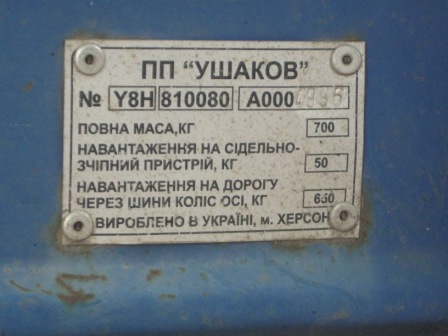 ПП “УШАКОВ”
№ Y8H 810080 А000
ПОВНА МАСА,КГ 700
НАВАНТАЖЕННЯ НА СІДЕЛЬНО-
ЗЧІПНИЙ ПРИСТРІЙ, КГ 50
НАВАНТАЖЕННЯ НА ДОРОГУ
ЧЕРЕЗ ШИНИ КОЛІС ОСІ, КГ 650
ВИРОБЛЕНО В УКРАЇНІ, м. ХЕРСОН